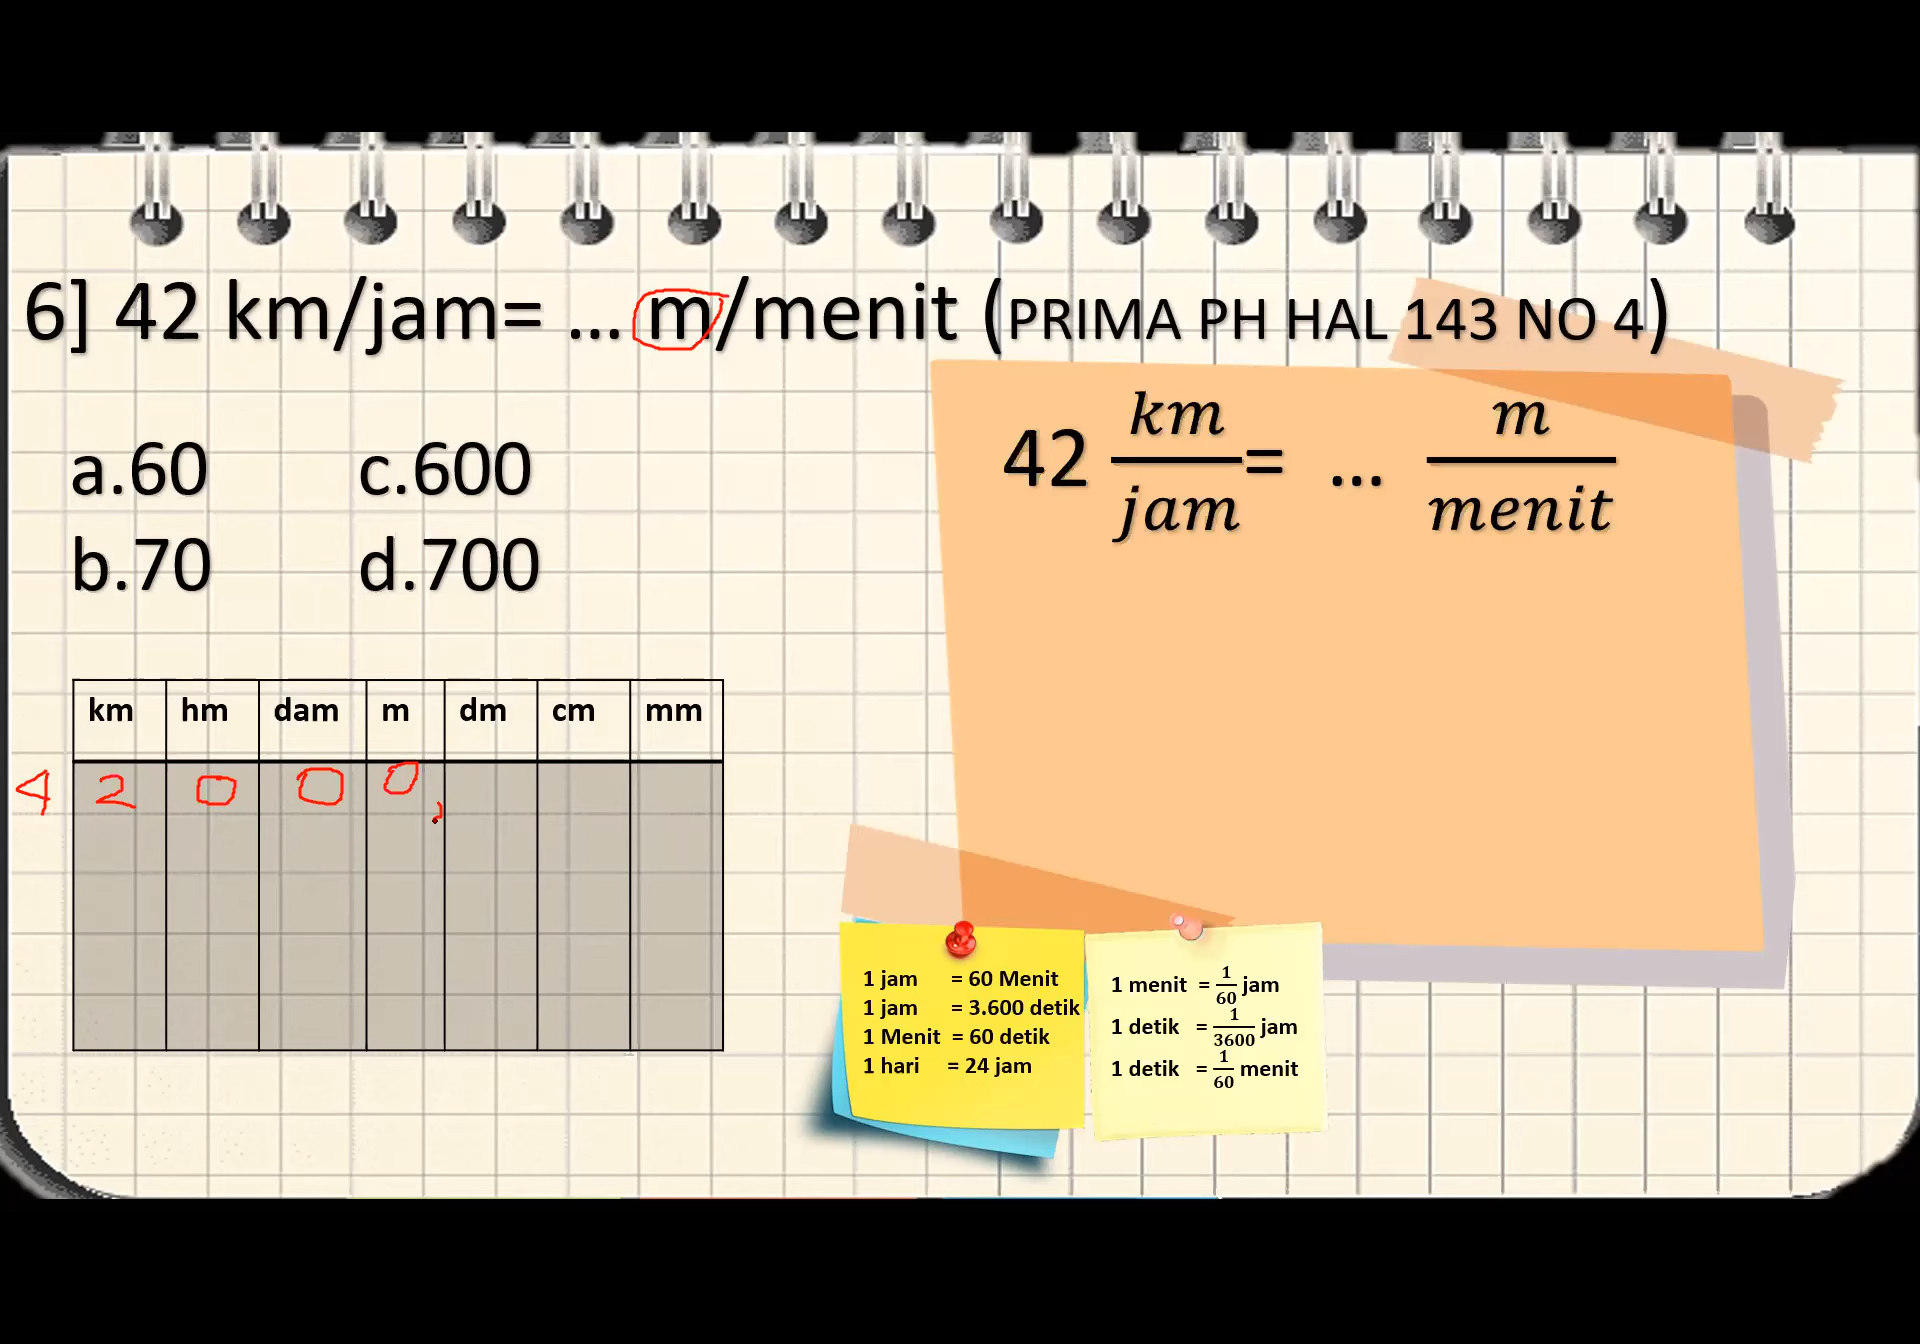 6] 42 km/jam= ... m/menit (PRIMA PH HAL 143 NO 4)
a.60 c.600
b.70 d.700
42 km/jam = ... m/menit
km hm dam m dm cm mm
4 2 0 0 0 ,
1 jam = 60 Menit
1 jam = 3.600 detik
1 Menit = 60 detik
1 hari = 24 jam
1 menit = 1/60 jam
1 detik = 1/3600 jam
1 detik = 1/60 menit